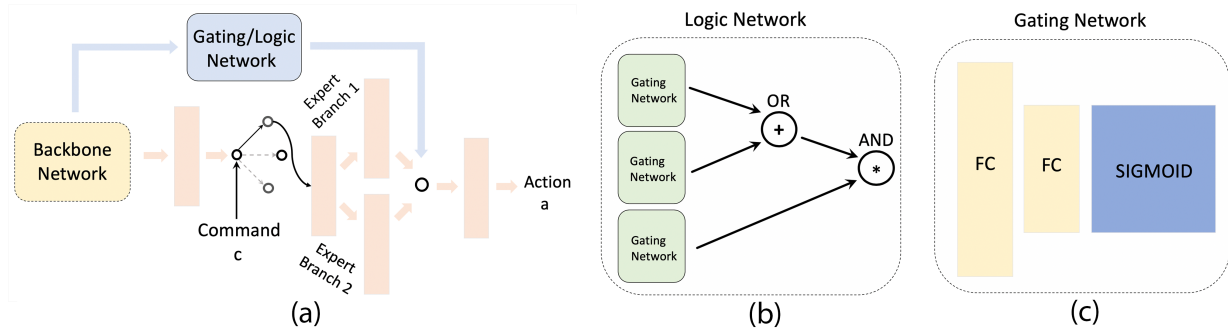 Gating/Logic
Network
Backbone
Network
Command
c
Expert
Branch 1
Expert
Branch 2
Action
a
(a)
Logic Network
Gating
Network
Gating
Network
Gating
Network
OR
+
AND
*
(b)
Gating Network
FC
FC
SIGMOID
(c)